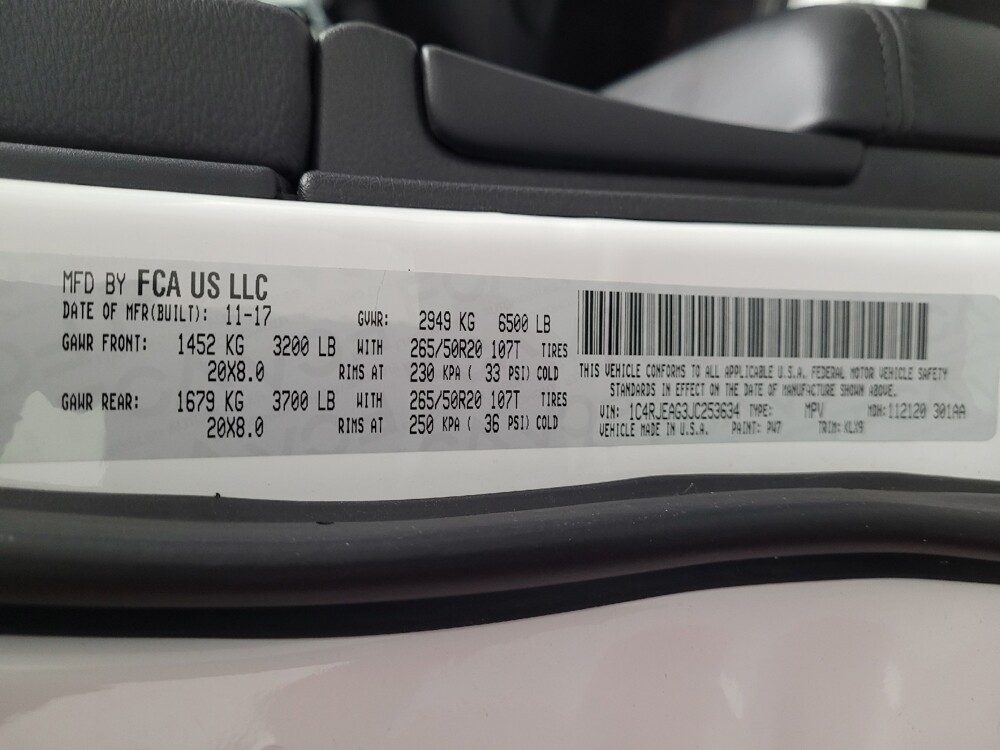 MFD BY FCA US LLC
DATE OF MFR(BUILT): 11-17 GVWR: 2949 KG 6500 LB
GAWR FRONT: 1452 KG 3200 LB WITH 265/50R20 107T TIRES
20X8.0 RIMS AT 230 KPA ( 33 PSI) COLD
GAWR REAR: 1679 KG 3700 LB WITH 265/50R20 107T TIRES
20X8.0 RIMS AT 250 KPA ( 36 PSI) COLD
THIS VEHICLE CONFORMS TO ALL APPLICABLE U.S.A. FEDERAL MOTOR VEHICLE SAFETY
STANDARDS IN EFFECT ON THE DATE OF MANUFACTURE SHOWN ABOVE.
VIN: 1C4RJEAG3JC253634 TYPE: MPV MDH: 112120 301AA
VEHICLE MADE IN U.S.A. PAINT: PW7 TRIM: KLX9